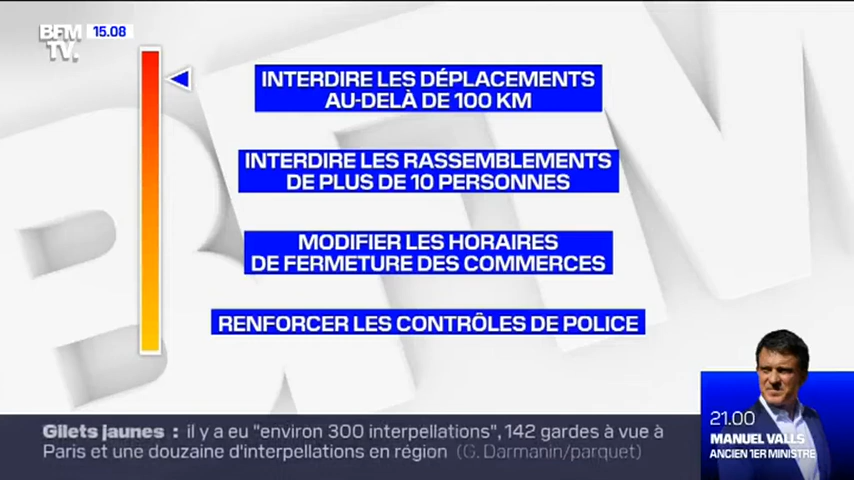 BFM
TV.
15.08
INTERDIRE LES DÉPLACEMENTS
AU-DELÀ DE 100 KM
INTERDIRE LES RASSEMBLEMENTS
DE PLUS DE 10 PERSONNES
MODIFIER LES HORAIRES
DE FERMETURE DES COMMERCES
RENFORCER LES CONTRÔLES DE POLICE
Gilets jaunes : il y a eu "environ 300 interpellations", 142 gardes à vue à
Paris et une douzaine d'interpellations en région (G. Darmanin/parquet)
21.00
MANUEL VALLS
ANCIEN 1ER MINISTRE